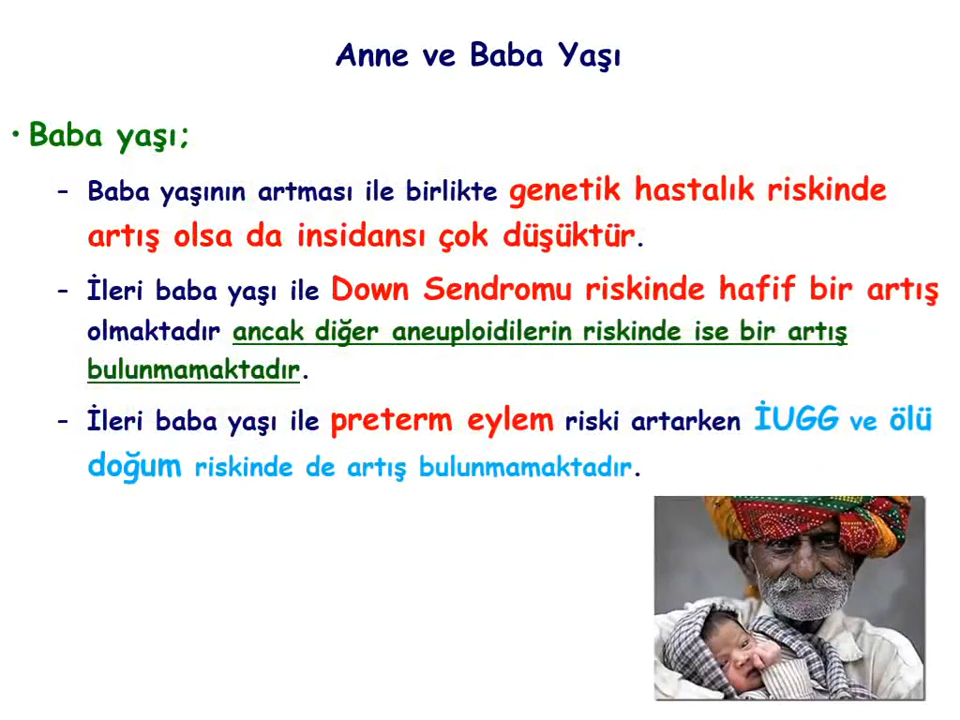 Anne ve Baba Yaşı
• Baba yaşı;
– Baba yaşının artması ile birlikte genetik hastalık riskinde
artış olsa da insidansı çok düşüktür.
– İleri baba yaşı ile Down Sendromu riskinde hafif bir artış
olmaktadır ancak diğer aneuploidilerin riskinde ise bir artış
bulunmamaktadır.
– İleri baba yaşı ile preterm eylem riski artarken İUGG ve ölü
doğum riskinde de artış bulunmamaktadır.